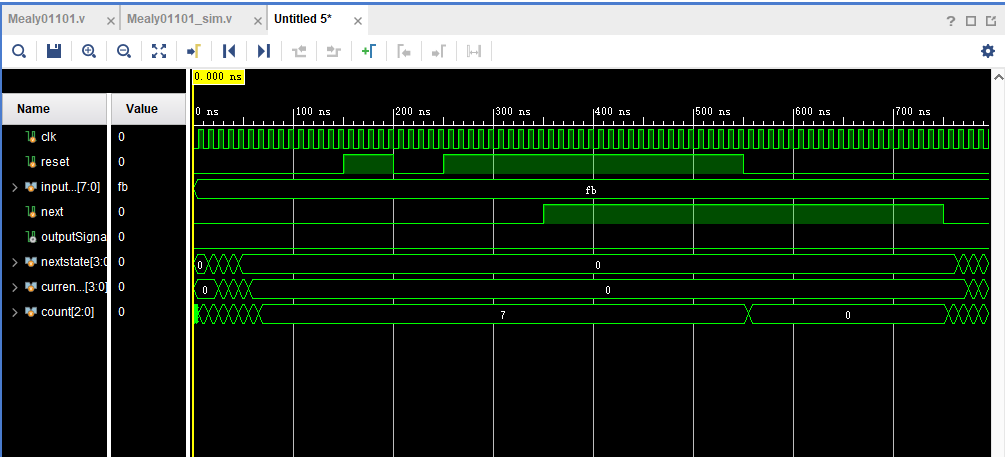 Mealy01101.v Mealy01101_sim.v Untitled 5*
0.000 ns
Name Value
0 ns 100 ns 200 ns 300 ns 400 ns 500 ns 600 ns 700 ns
clk 0
reset 0
input...[7:0] fb fb
next 0
outputSigna 0
nextstate[3:0 0 0 0
curren...[3:0] 0 0 0
count[2:0] 0 7 0